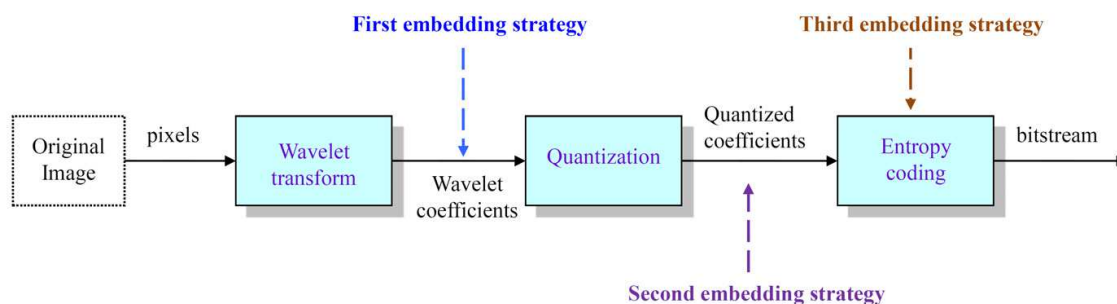 First embedding strategy
Third embedding strategy
Original
Image
pixels
Wavelet
transform
Wavelet
coefficients
Quantization
Quantized
coefficients
Entropy
coding
bitstream
Second embedding strategy